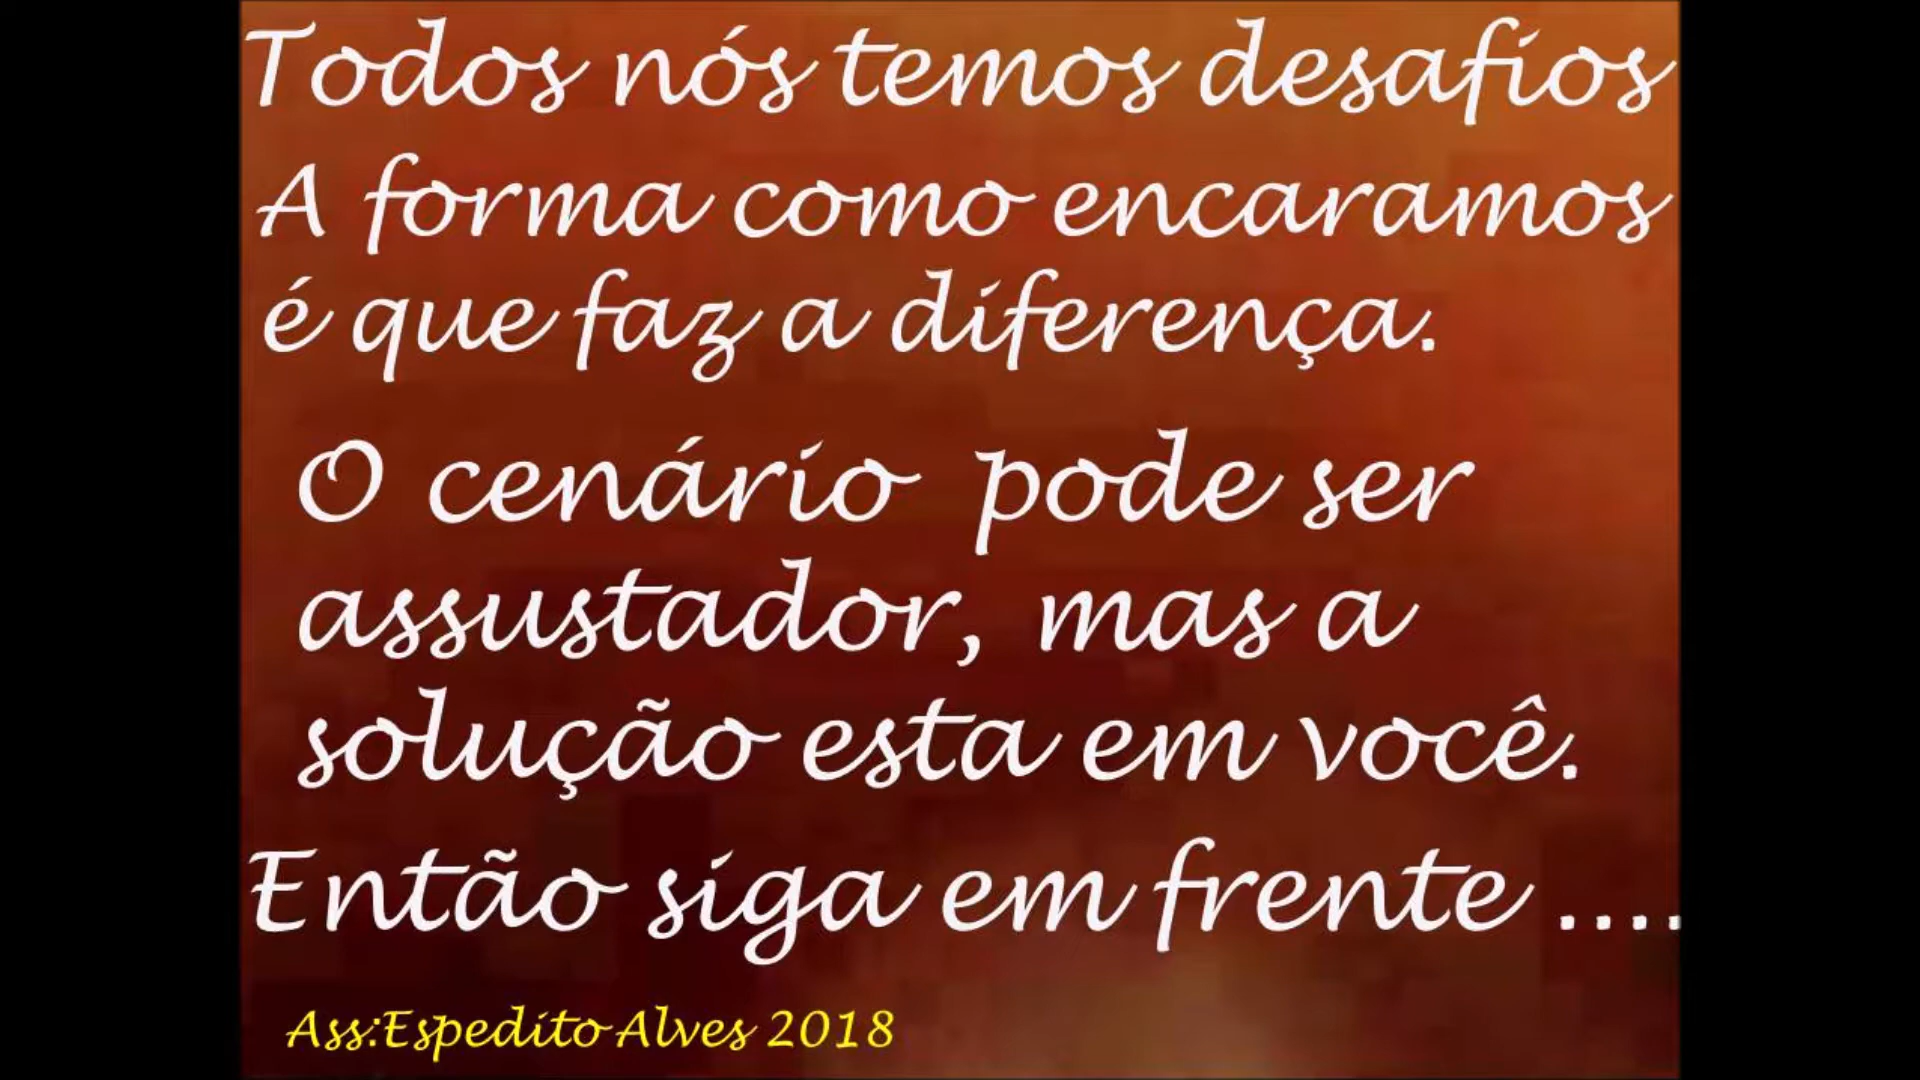 Todos nós temos desafios
A forma como encaramos
é que faz a diferença.
O cenário pode ser
assustador, mas a
solução esta em você.
Então siga em frente ....
Ass:Espedito Alves 2018